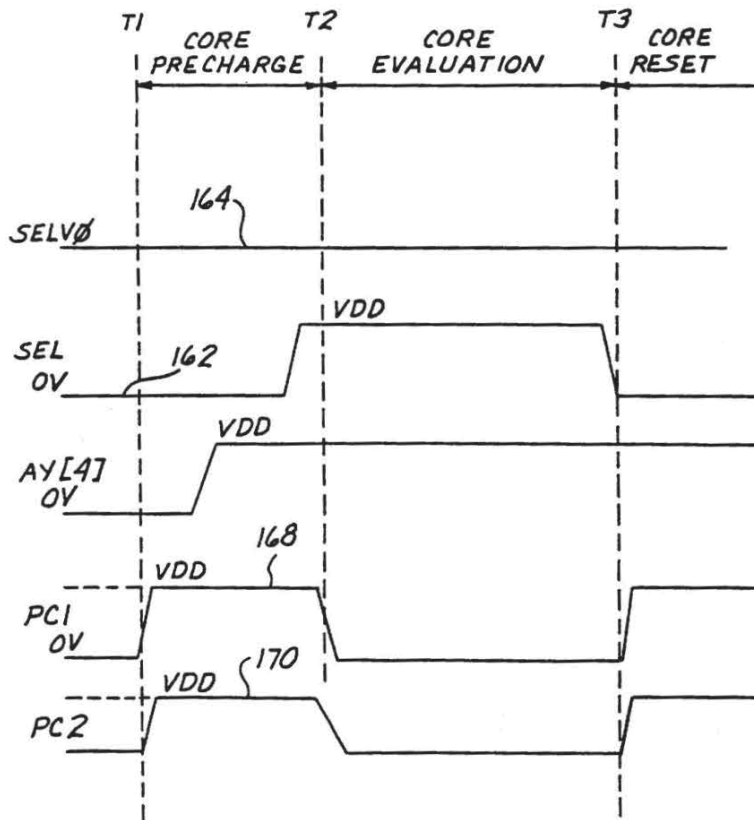 T1 T2 T3
CORE PRECHARGE
CORE EVALUATION
CORE RESET
164
SELVØ
VDD
SEL
0V
162
VDD
AY[4]
0V
168
VDD
PC1
0V
170
VDD
PC2